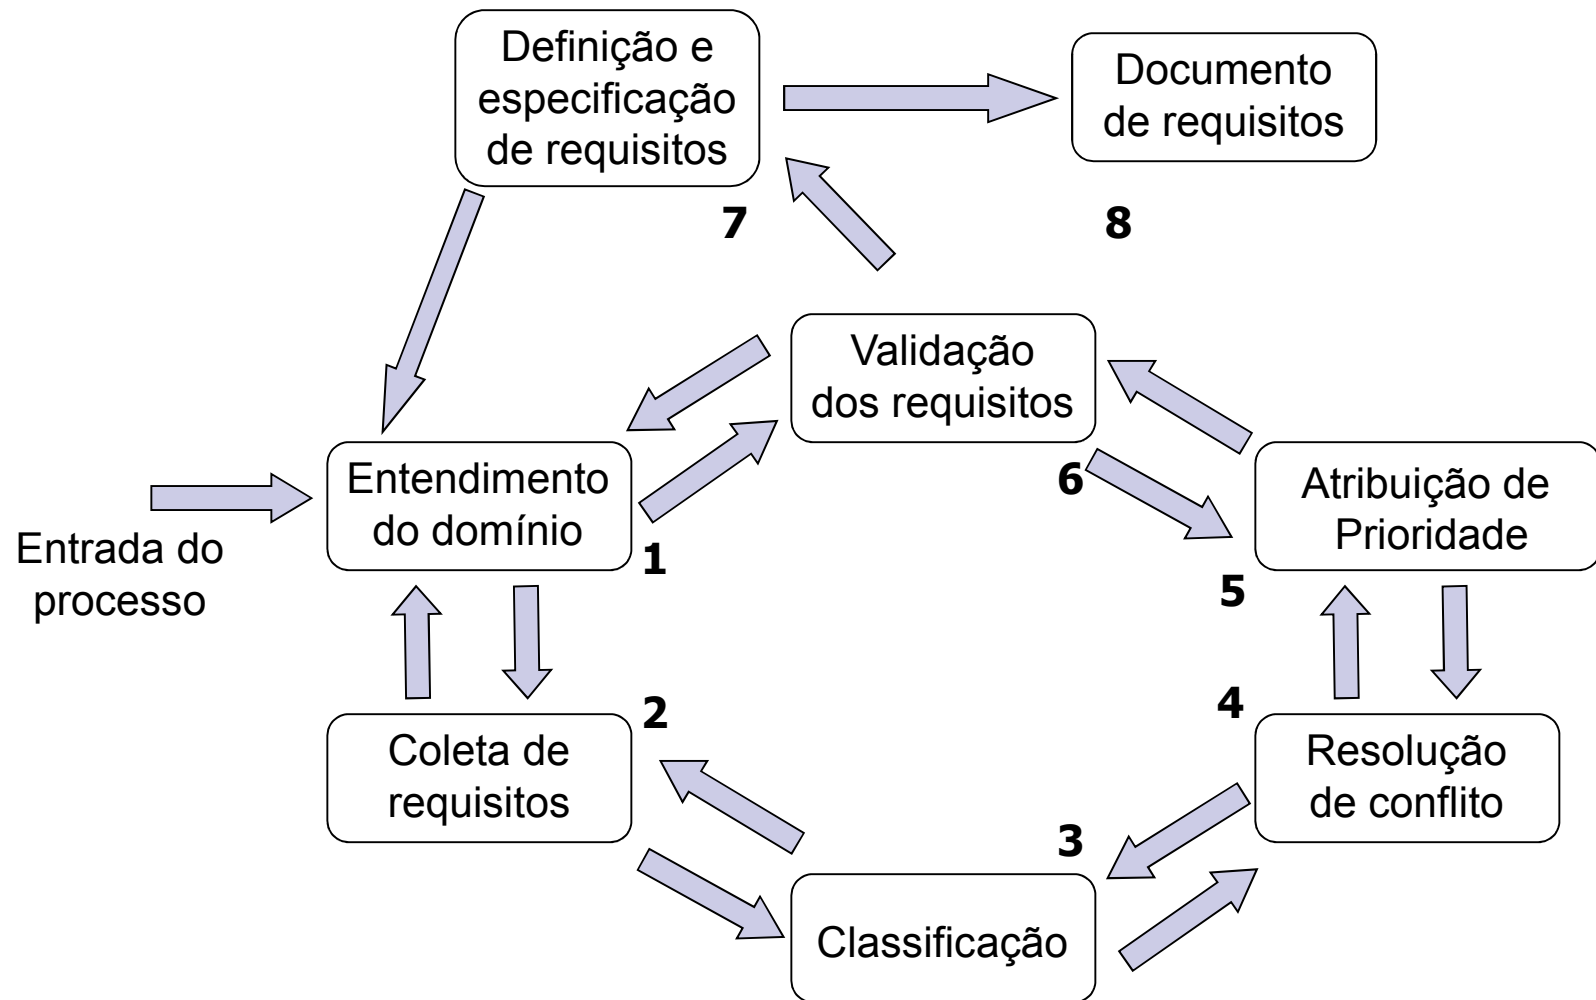 Definição e
especificação
de requisitos
Documento
de requisitos
7
8
Validação
dos requisitos
6
Entrada do
processo
Entendimento
do domínio
1
Atribuição de
Prioridade
5
Coleta de
requisitos
2
Resolução
de conflito
4
Classificação
3